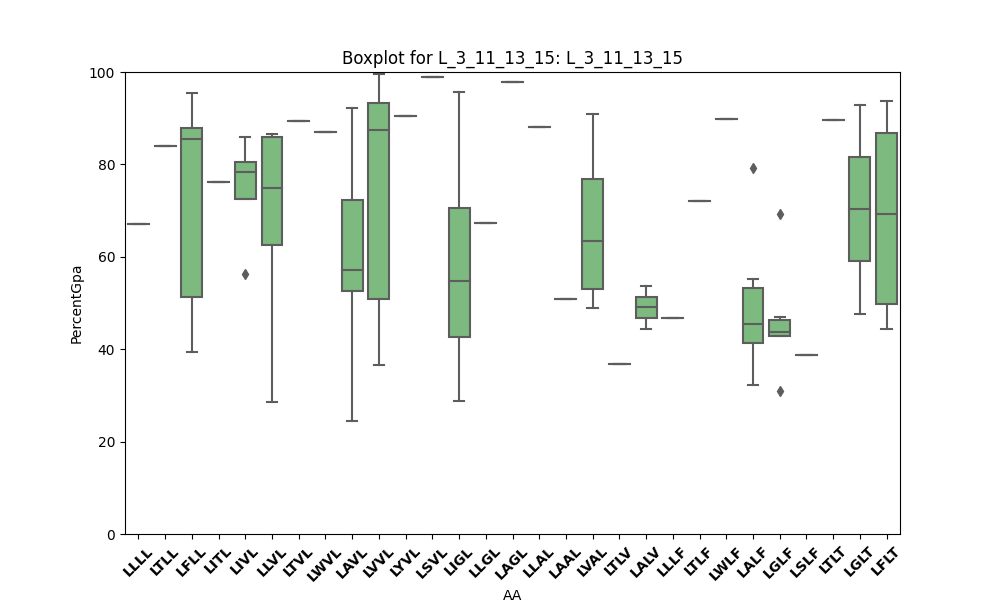 Boxplot for L_3_11_13_15: L_3_11_13_15
100
80
60
40
20
0
PercentGpa
LLLL LTLL LFLL LITL LIVL LLVL LTVL LWVL LAVL LVVL LYVL LSVL LIGL LLGL LAGL LLAL LAAL LVAL LTLV LALV LLLF LTLF LWLF LALF LGLF LSLF LTLT LGLT LFLT
AA